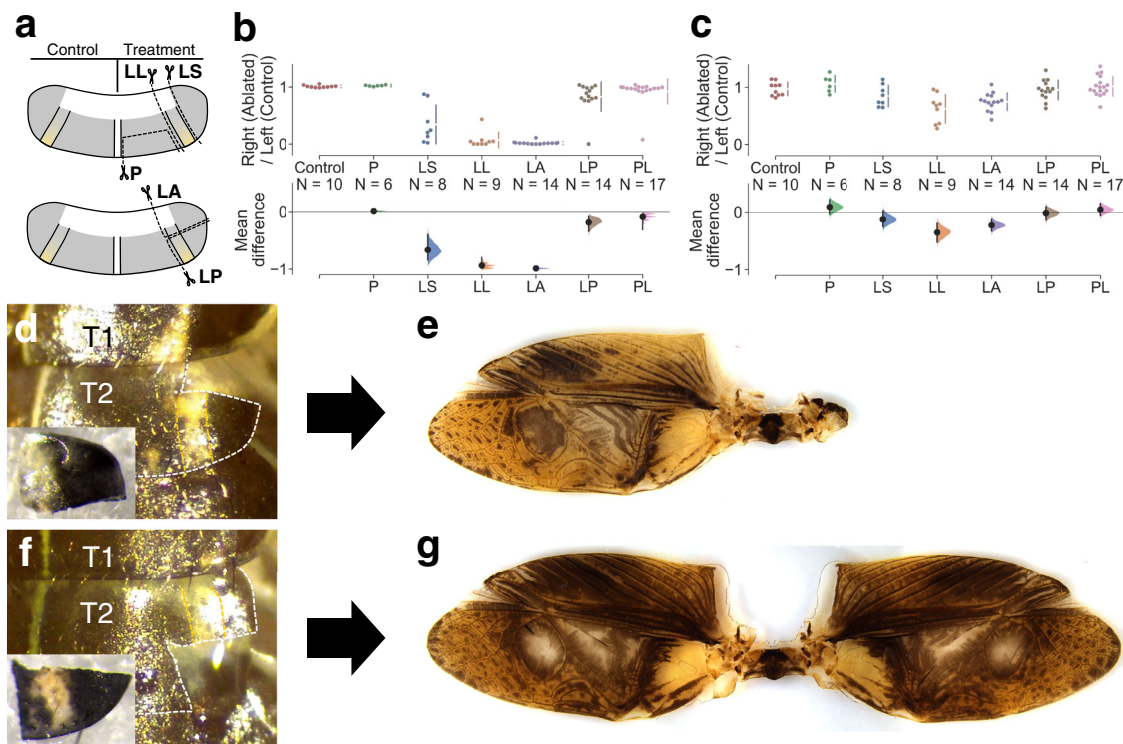 a
Control Treatment
LL LS
P
LA
LP
b
Right (Ablated)
/ Left (Control)
1
0
Control P LS LL LA LP PL
N = 10 N = 6 N = 8 N = 9 N = 14 N = 14 N = 17
Mean
difference
0
−1
P LS LL LA LP PL
c
Right (Ablated)
/ Left (Control)
1
0
Control P LS LL LA LP PL
N = 10 N = 6 N = 8 N = 9 N = 14 N = 14 N = 17
Mean
difference
0
−1
P LS LL LA LP PL
d
T1
T2
e
f
T1
T2
g